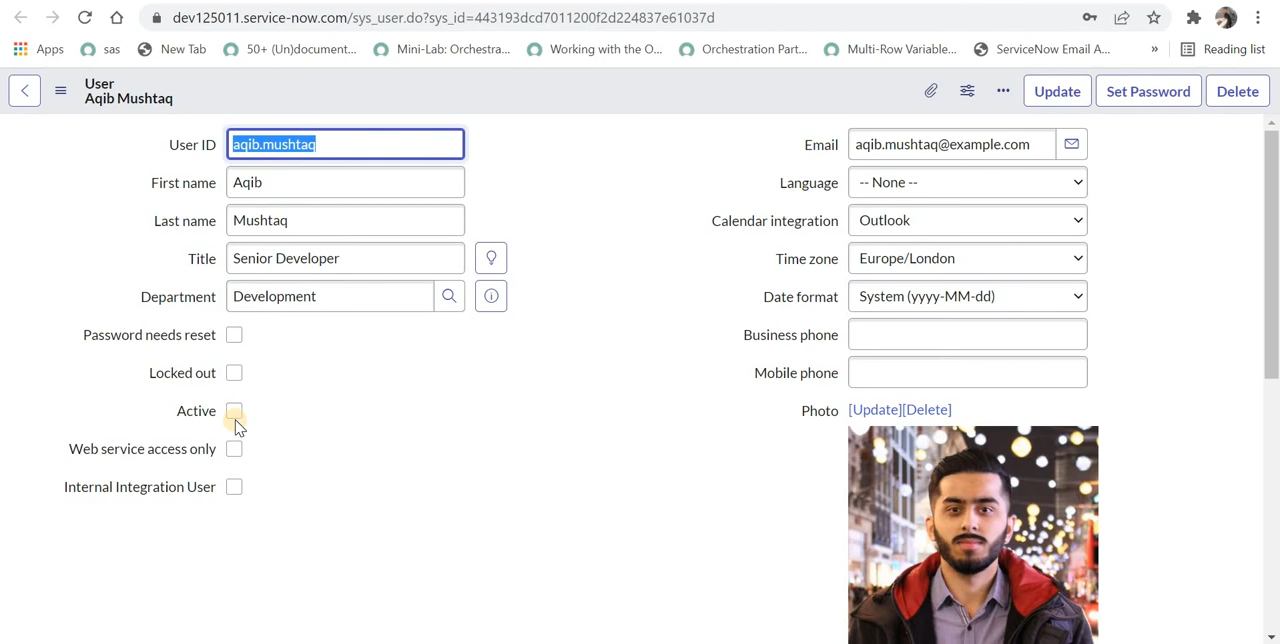 dev125011.service-now.com/sys_user.do?sys_id=443193dcd7011200f2d224837e61037d
Apps sas New Tab 50+ (Un)document... Mini-Lab: Orchestra... Working with the O... Orchestration Part... Multi-Row Variable... ServiceNow Email A... » Reading list
User
Aqib Mushtaq
Update Set Password Delete
User ID aqib.mushtaq
First name Aqib
Last name Mushtaq
Title Senior Developer
Department Development
Password needs reset
Locked out
Active
Web service access only
Internal Integration User
Email aqib.mushtaq@example.com
Language -- None --
Calendar integration Outlook
Time zone Europe/London
Date format System (yyyy-MM-dd)
Business phone
Mobile phone
Photo [Update][Delete]